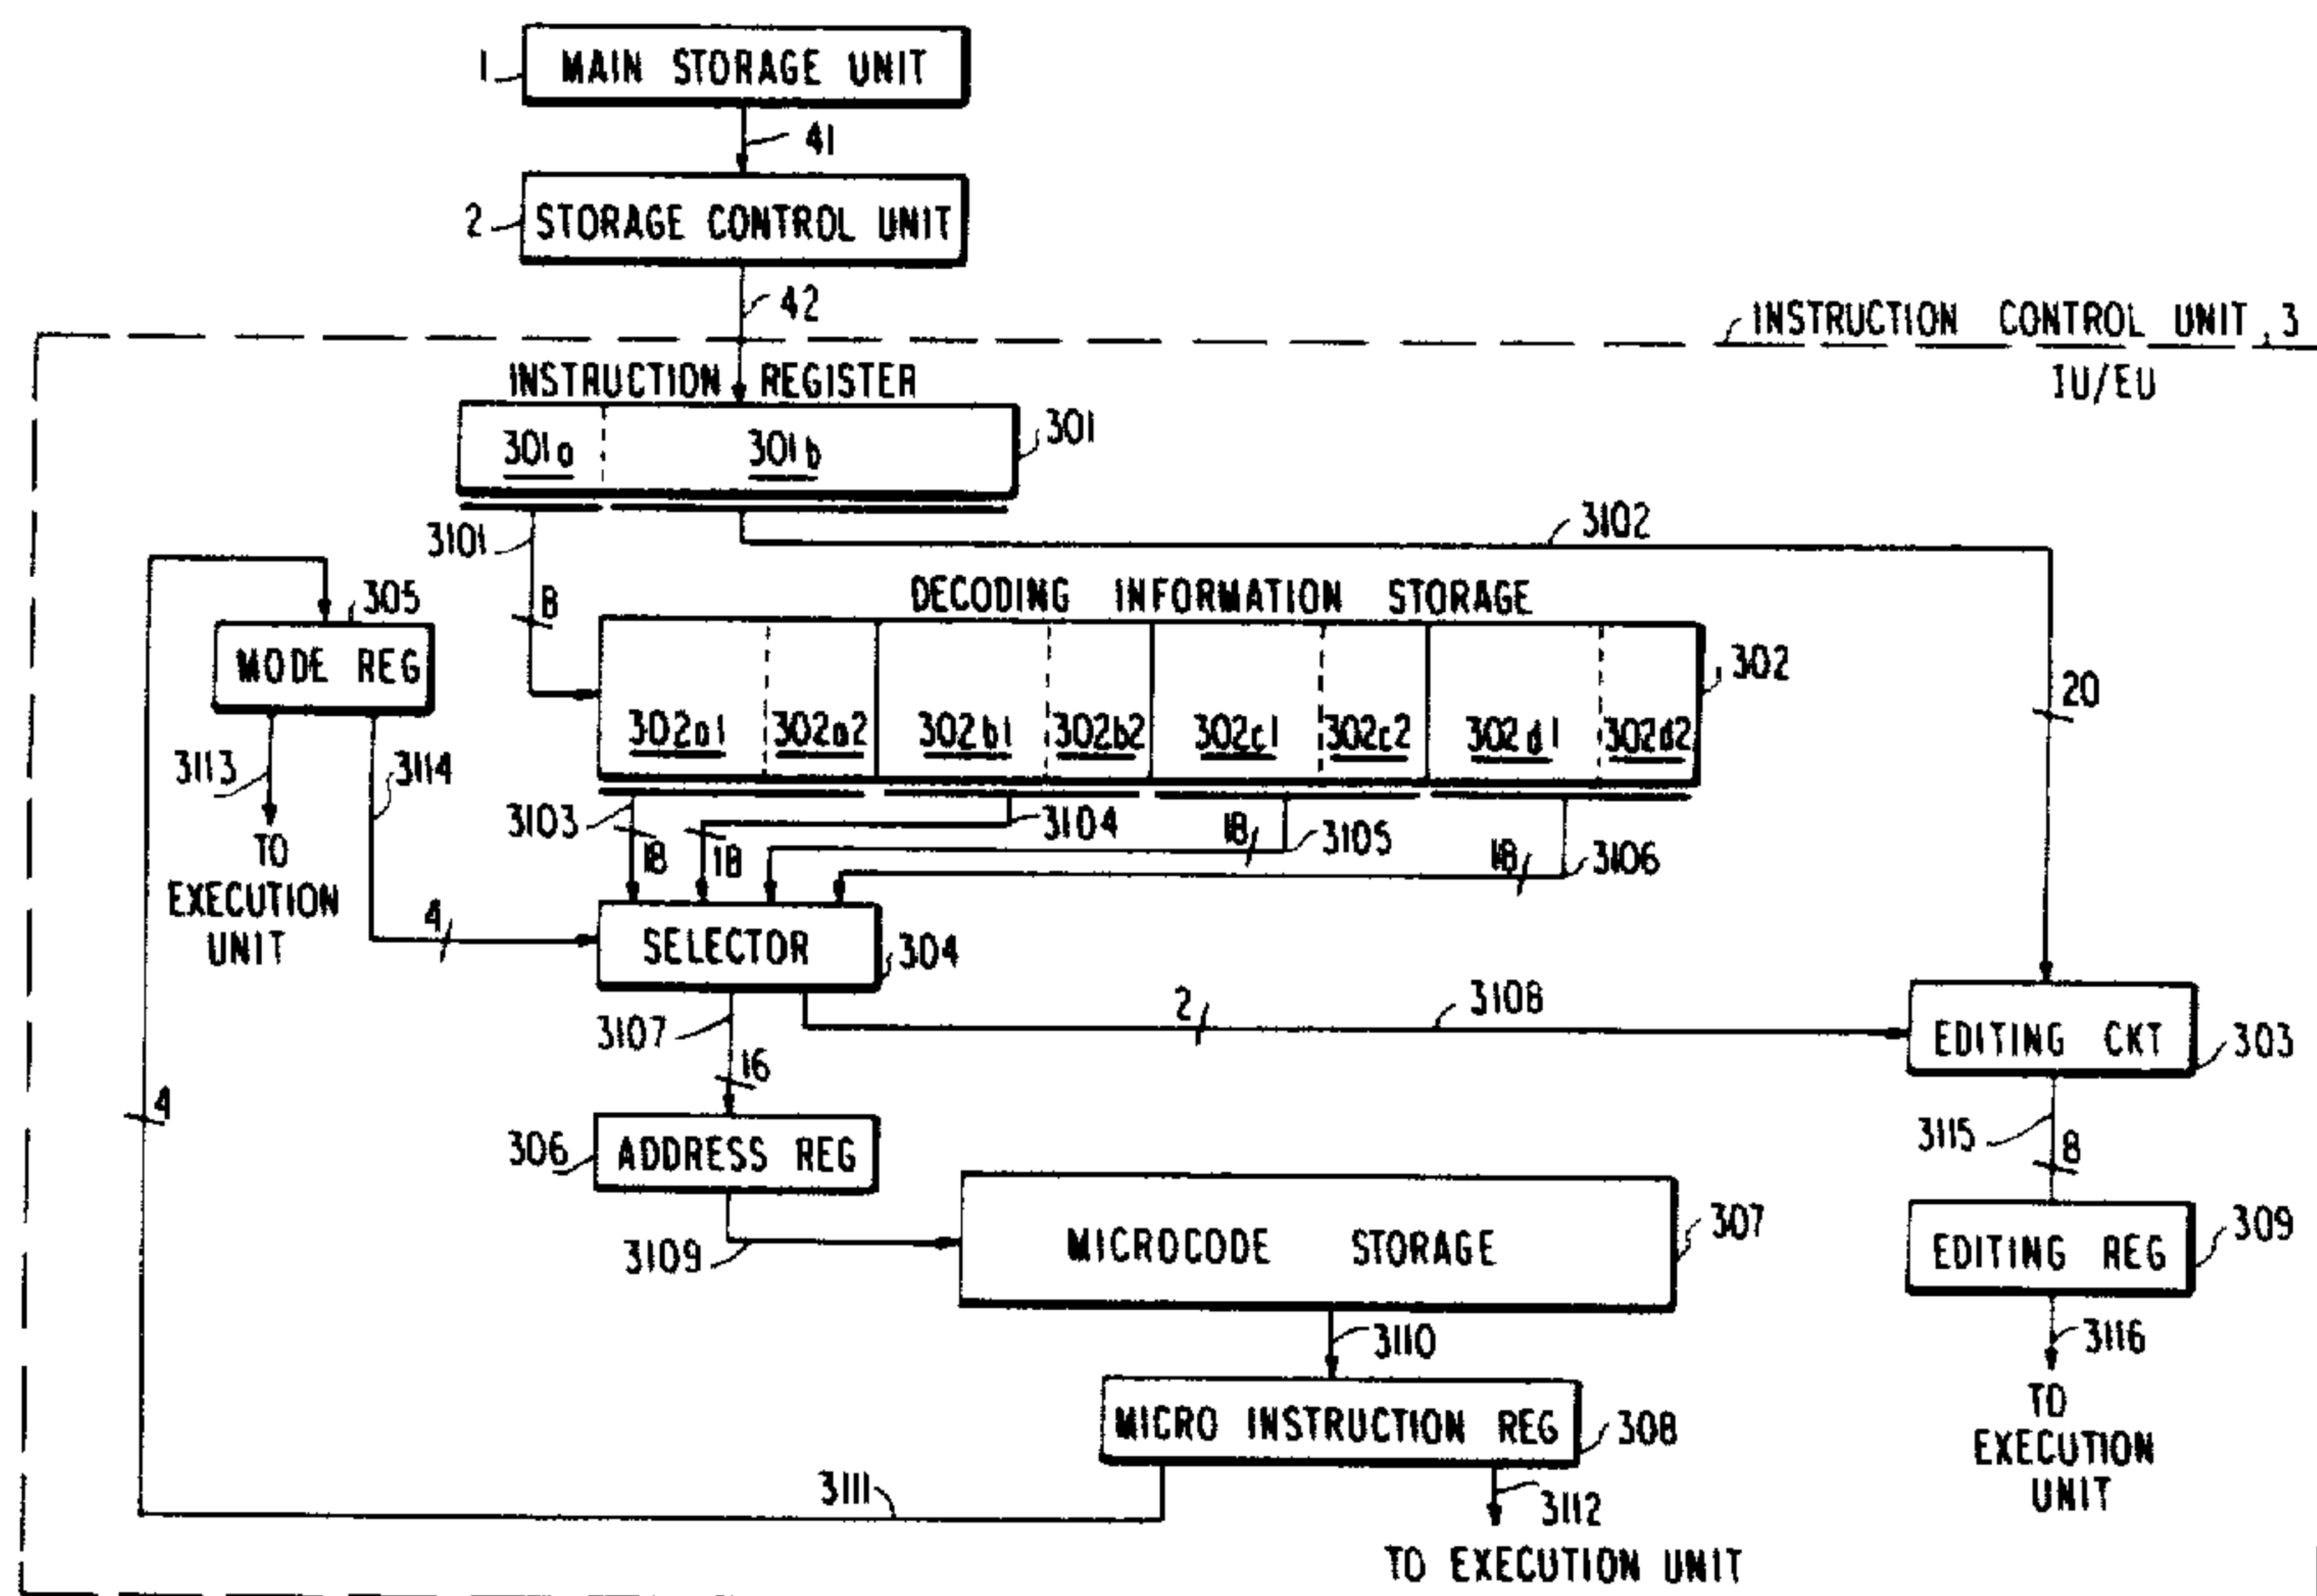 1 MAIN STORAGE UNIT
41
2 STORAGE CONTROL UNIT
42
INSTRUCTION CONTROL UNIT, 3
IU/EU
INSTRUCTION REGISTER
301a 301b 301
3101
3102
8
DECODING INFORMATION STORAGE
305
MODE REG
302a1 302a2 302b1 302b2 302c1 302c2 302d1 302d2 302
20
3113 3114
TO
EXECUTION
UNIT
3103 18 18 3104 18 3105 18 3106
4
SELECTOR 304
3107
16
2 3108
EDITING CKT 303
4
3115
8
306 ADDRESS REG
3109
MICROCODE STORAGE 307
EDITING REG 309
3110
3116
TO
EXECUTION
UNIT
MICRO INSTRUCTION REG 308
3111
3112
TO EXECUTION UNIT